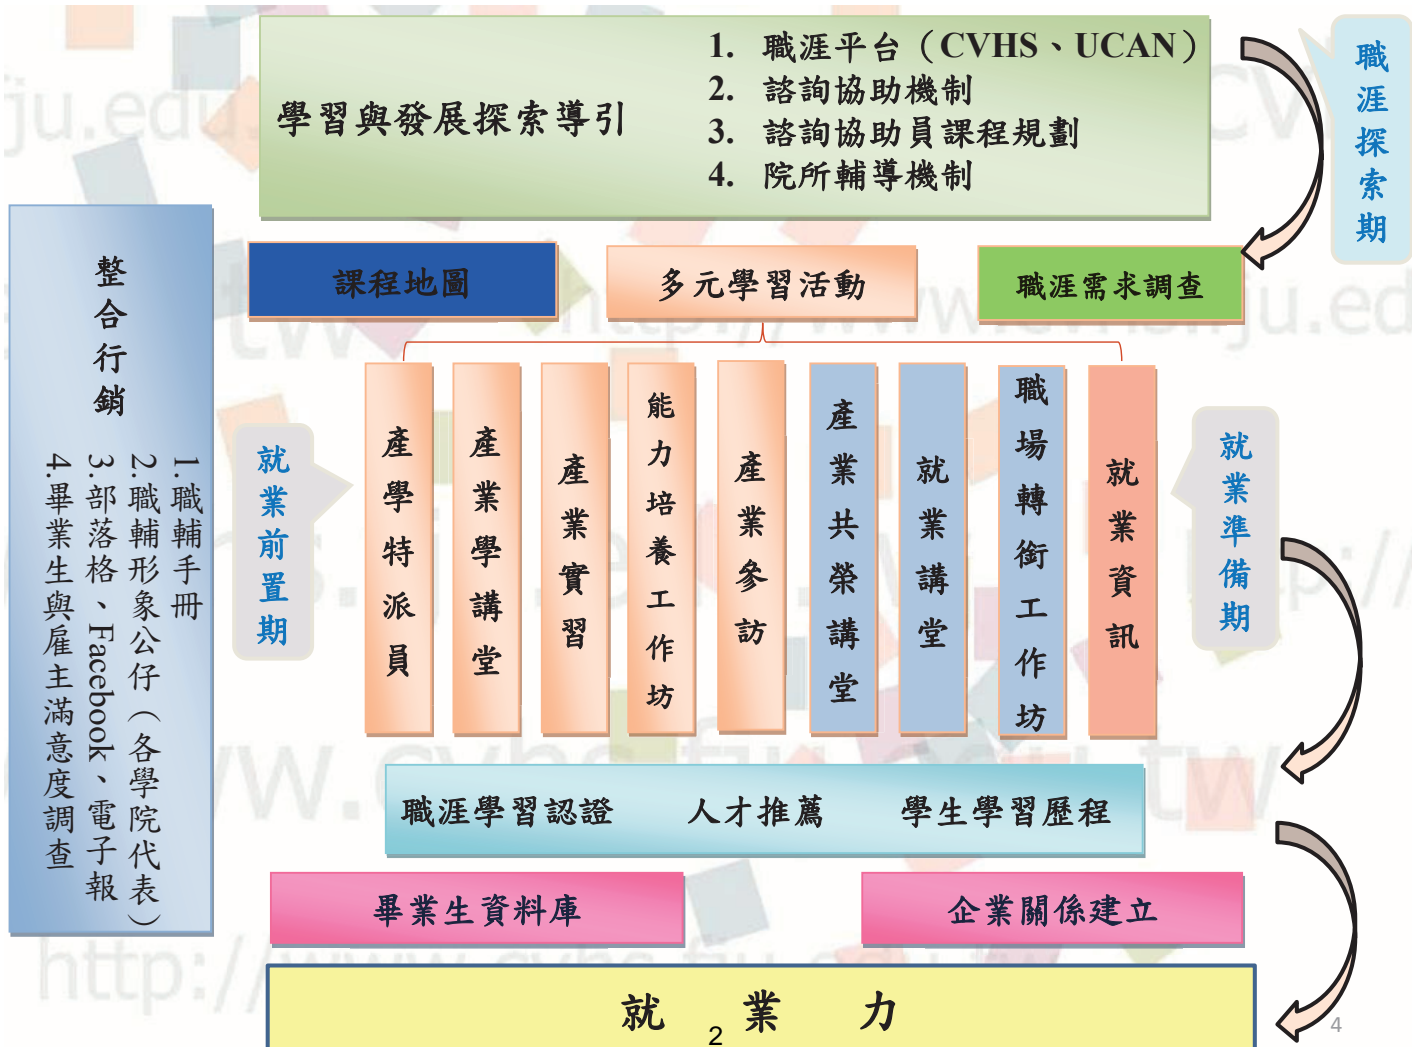 學習與發展探索導引
1. 職涯平台（CVHS、UCAN）
2. 諮詢協助機制
3. 諮詢協助員課程規劃
4. 院所輔導機制
職涯探索期
整合行銷
1.職輔手冊
2.職輔形象公仔（各學院代表）
3.部落格、Facebook、電子報
4.畢業生與雇主滿意度調查
課程地圖
多元學習活動
職涯需求調查
就業前置期
產學特派員
產業學講堂
產業實習
能力培養工作坊
產業參訪
產業共榮講堂
就業講堂
職場轉銜工作坊
就業資訊
就業準備期
職涯學習認證 人才推薦 學生學習歷程
畢業生資料庫
企業關係建立
就 業 力
2
4
http://www.cvhs.fju.edu.tw